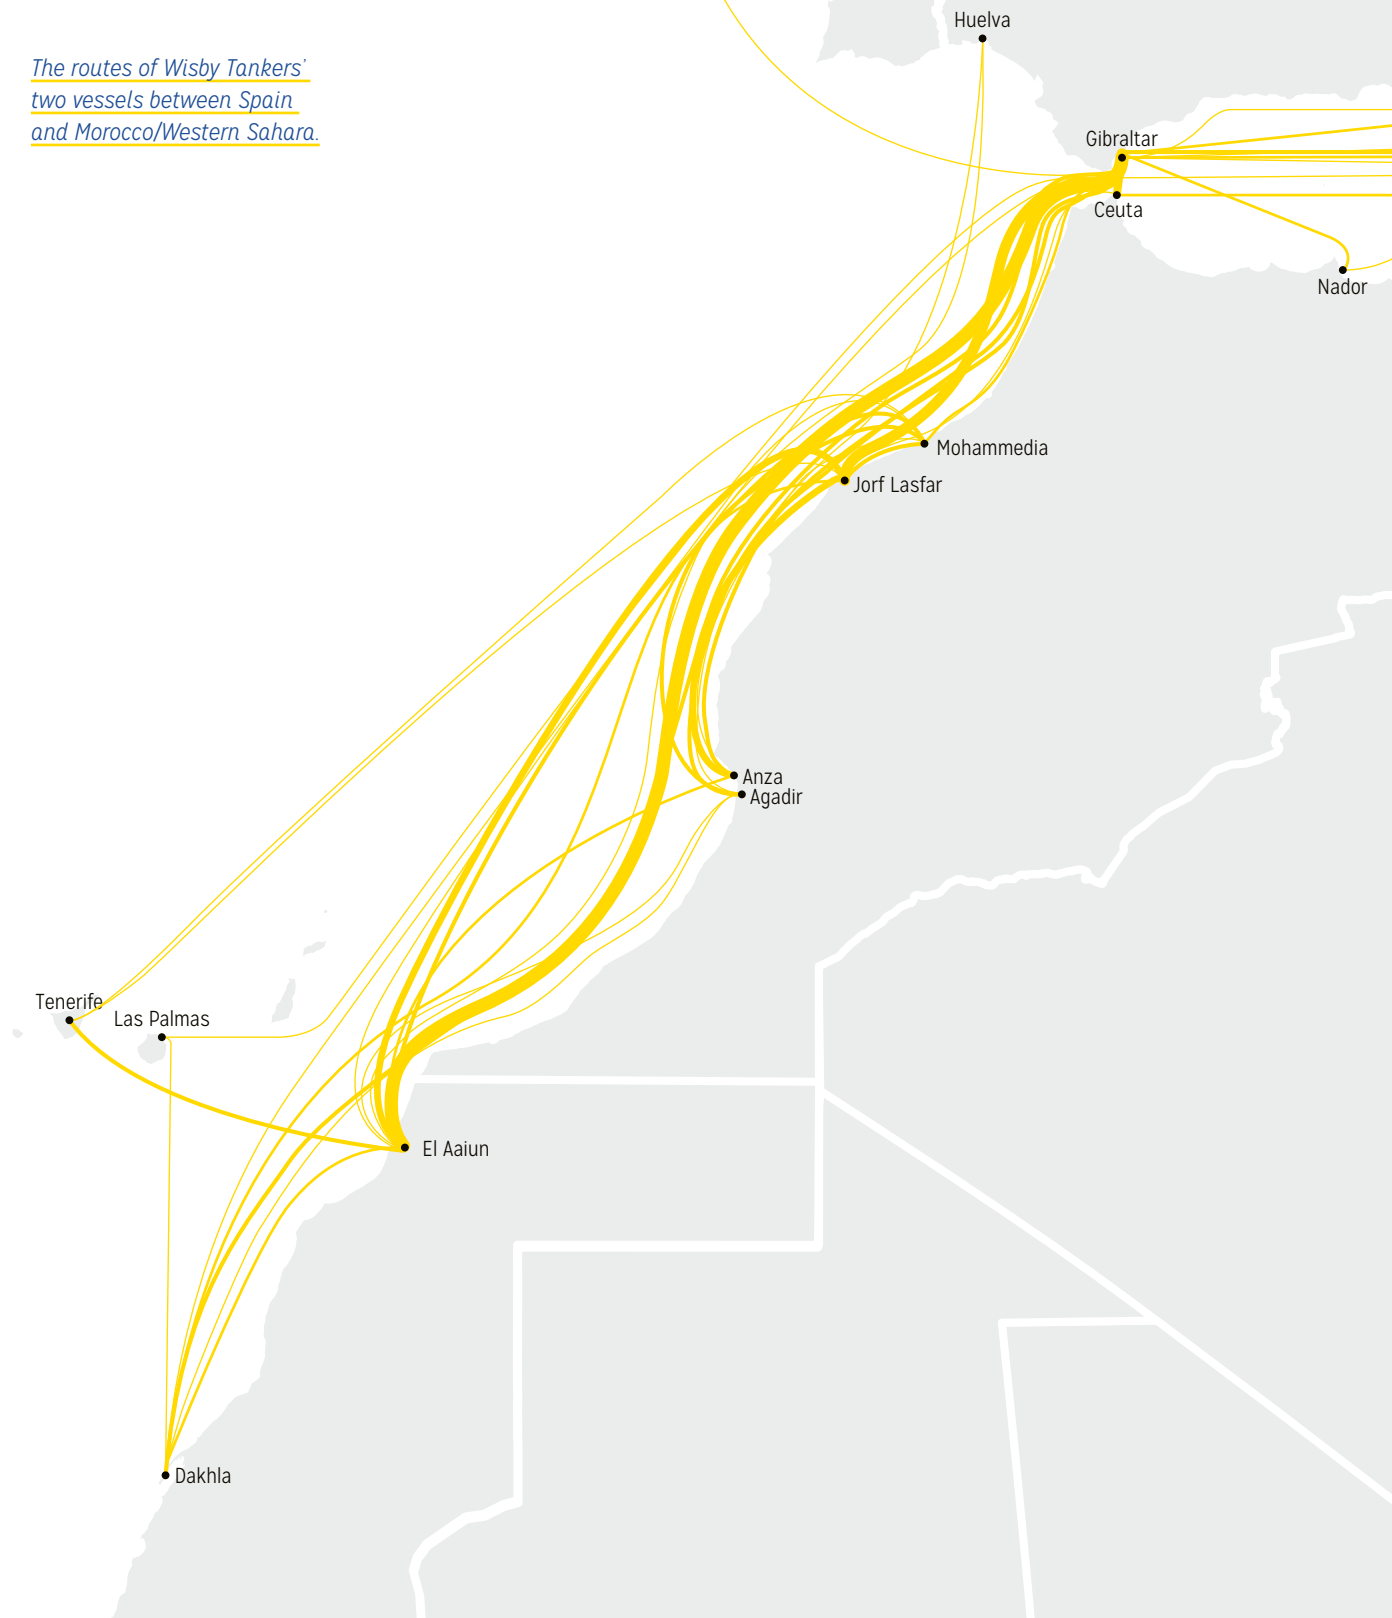 Huelva
The routes of Wisby Tankers'
two vessels between Spain
and Morocco/Western Sahara.
Gibraltar
Ceuta
Nador
Mohammedia
Jorf Lasfar
Anza
Agadir
Tenerife
Las Palmas
El Aaiun
Dakhla